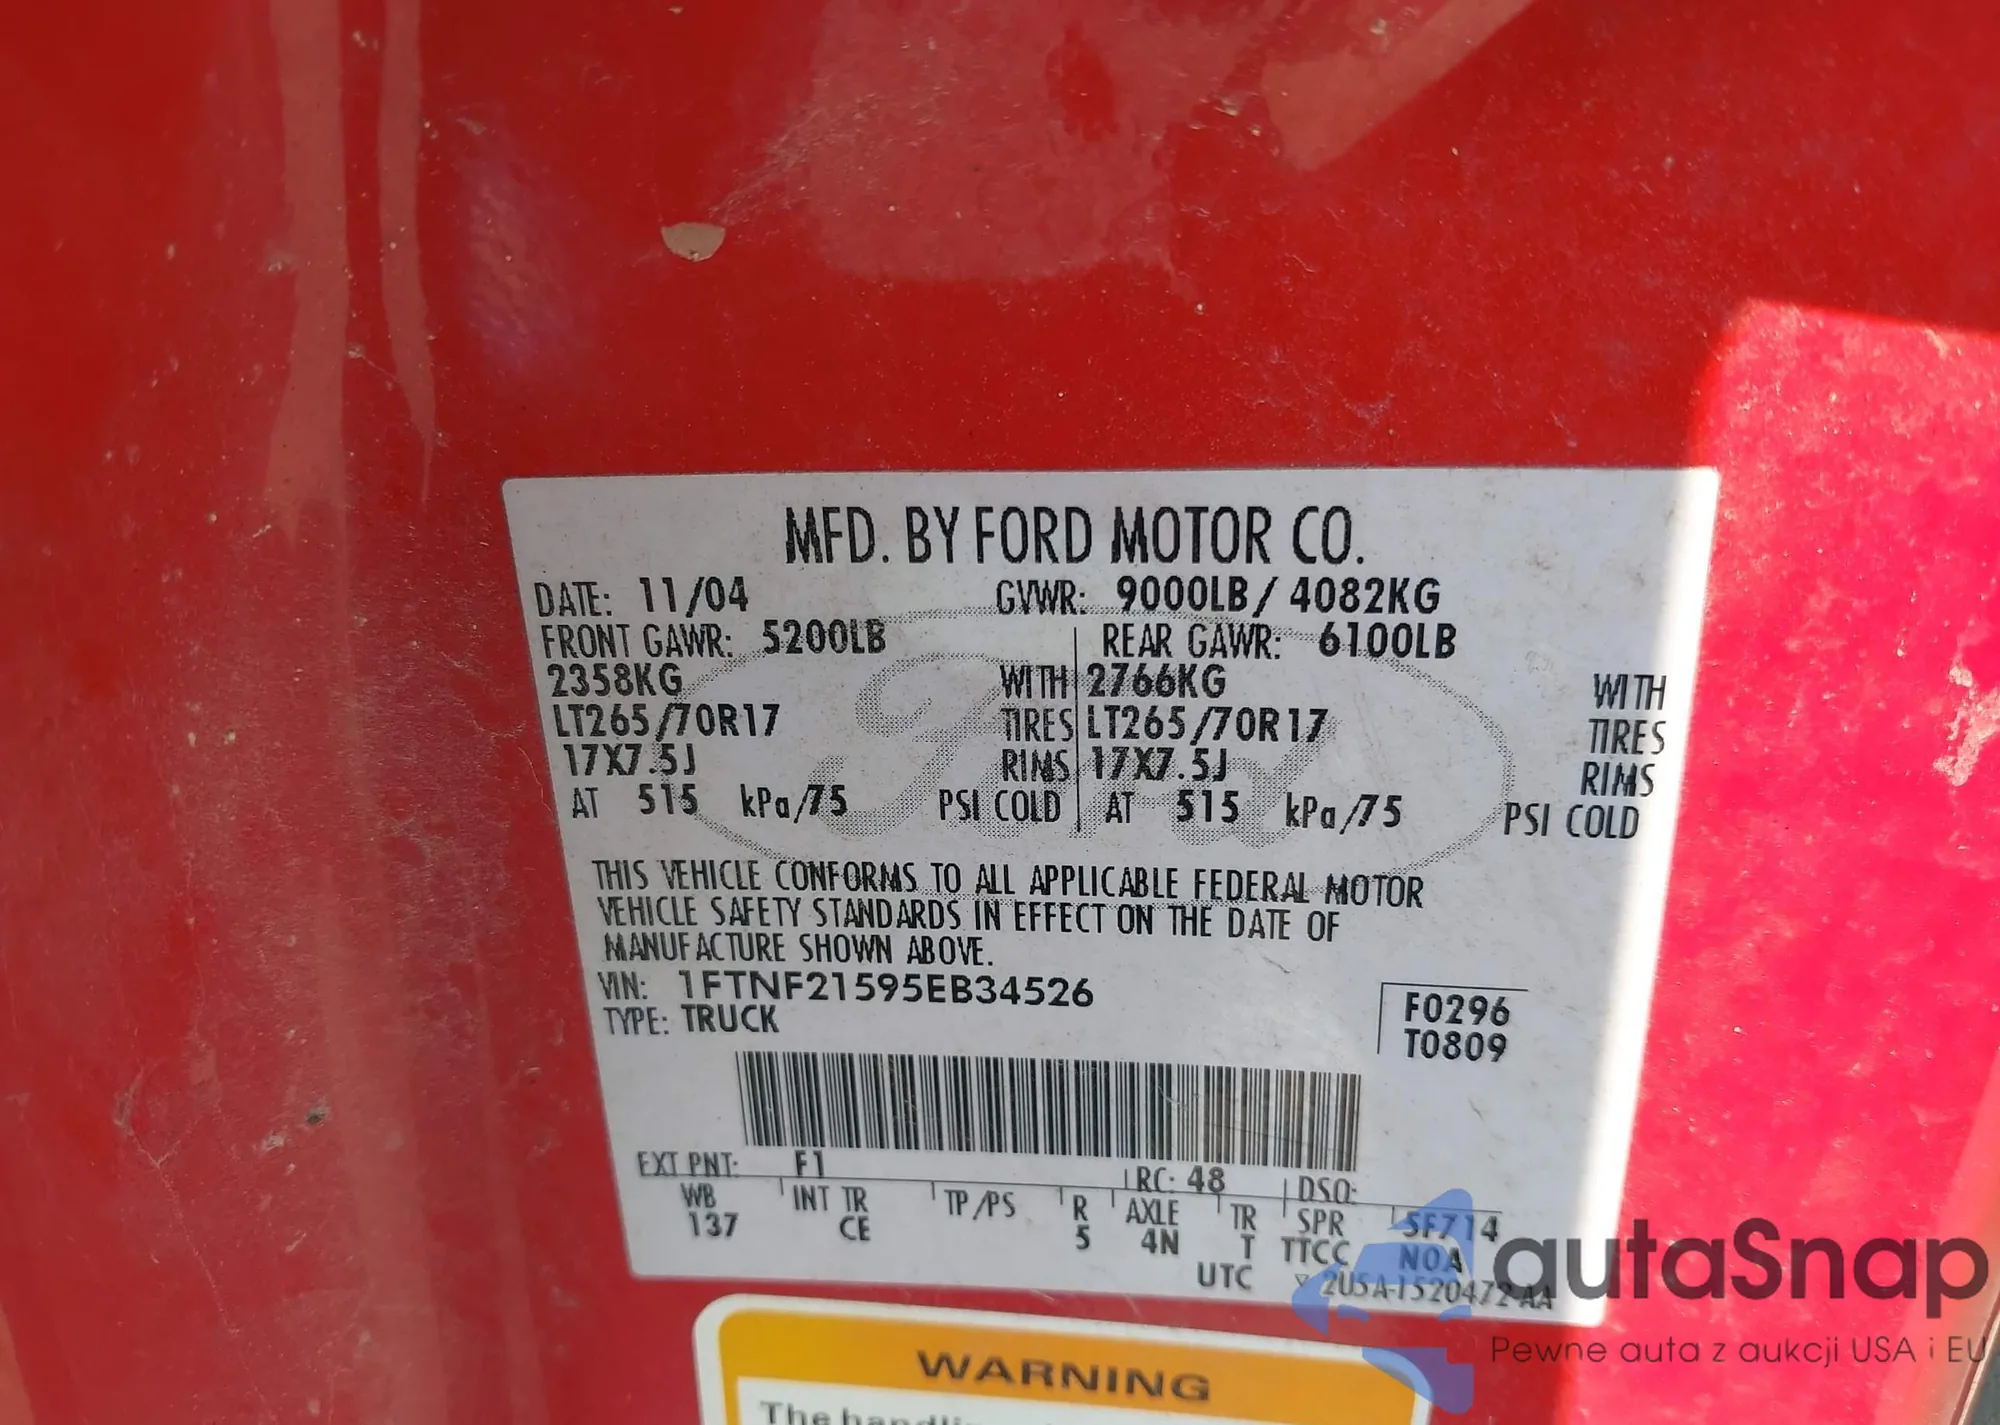 MFD. BY FORD MOTOR CO.
DATE: 11/04 GVWR: 9000LB/ 4082KG
FRONT GAWR: 5200LB REAR GAWR: 6100LB
2358KG WITH 2766KG WITH
LT265/70R17 TIRES LT265/70R17 TIRES
17X7.5J RIMS 17X7.5J RIMS
AT 515 kPa/75 PSI COLD AT 515 kPa/75 PSI COLD
THIS VEHICLE CONFORMS TO ALL APPLICABLE FEDERAL MOTOR
VEHICLE SAFETY STANDARDS IN EFFECT ON THE DATE OF
MANUFACTURE SHOWN ABOVE.
VIN: 1FTNF21595EB34526
TYPE: TRUCK
F0296
T0809
EXT PNT: F1 RC: 48 DSO:
WB INT TR TP/PS R AXLE TR SPR 5F714
137 CE 5 4N T TTCC N0A
UTC 2U5A-1520472-AA
WARNING
The
Ford
autaSnap
Pewne auta z aukcji USA i EU